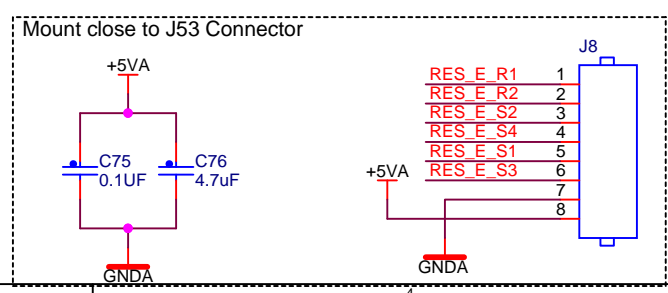 Mount close to J53 Connector
+5VA
C75
0.1UF
C76
4.7uF
GNDA
J8
RES_E_R1 1
RES_E_R2 2
RES_E_S2 3
RES_E_S4 4
RES_E_S1 5
RES_E_S3 6
+5VA
7
8
GNDA